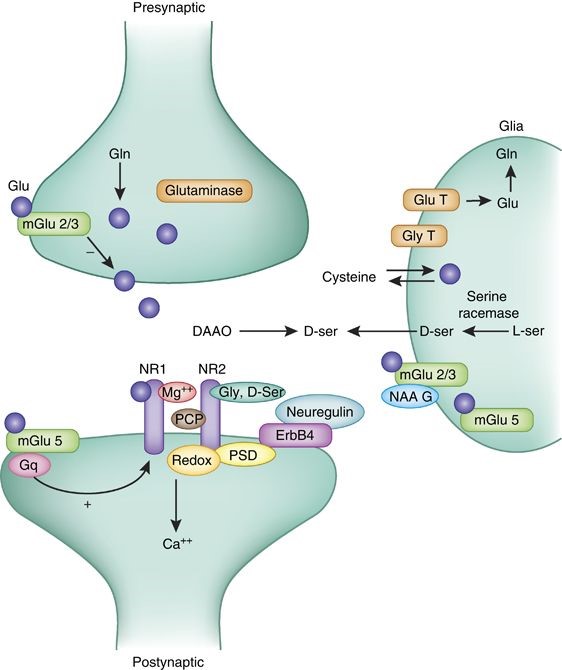 Presynaptic
Glia
Gln
Gln
Glu
Glutaminase
Glu T
Glu
mGlu 2/3
Gly T
–
Cysteine
Serine
racemase
DAAO
D-ser
D-ser
L-ser
NR1
NR2
mGlu 2/3
Mg++
Gly, D-Ser
NAA G
PCP
Neuregulin
mGlu 5
mGlu 5
ErbB4
Gq
Redox
PSD
+
Ca++
Postynaptic